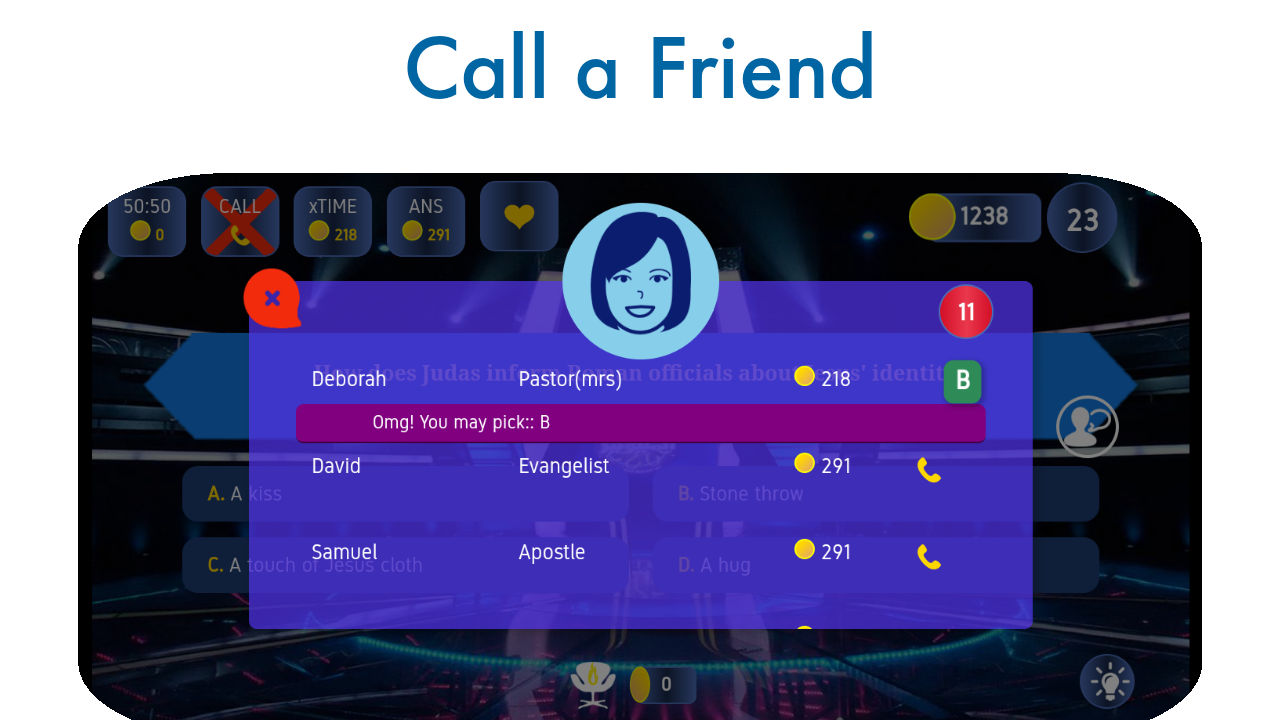 Call a Friend
50:50
0
CALL
xTIME
218
ANS
291
1238
23
11
How does Judas inform Roman officials about Jesus' identit
Deborah Pastor(mrs) 218 B
Omg! You may pick:: B
David Evangelist 291
A. A kiss
B. Stone throw
Samuel Apostle 291
C. A touch of Jesus cloth
D. A hug
0